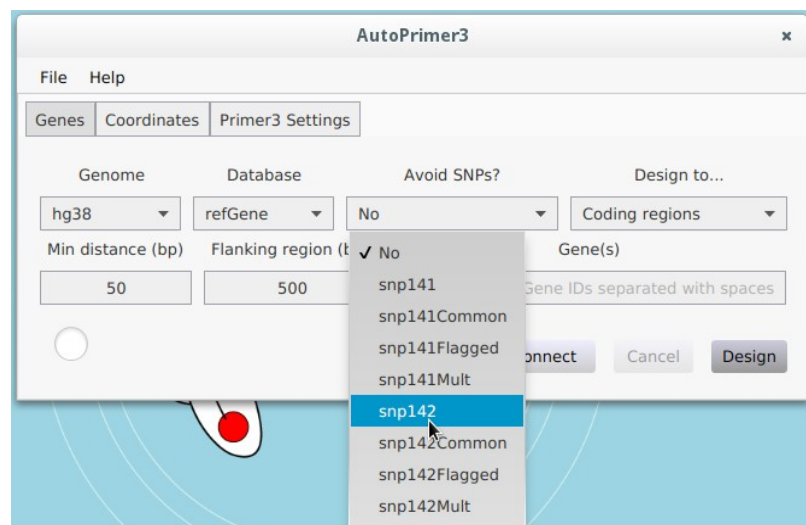 AutoPrimer3
File Help
Genes Coordinates Primer3 Settings
Genome Database Avoid SNPs? Design to...
hg38 refGene No Coding regions
Min distance (bp) Flanking region ( Gene(s)
50 500 Gene IDs separated with spaces
✓ No
snp141
snp141Common
snp141Flagged
snp141Mult
snp142
snp142Common
snp142Flagged
snp142Mult
onnect Cancel Design